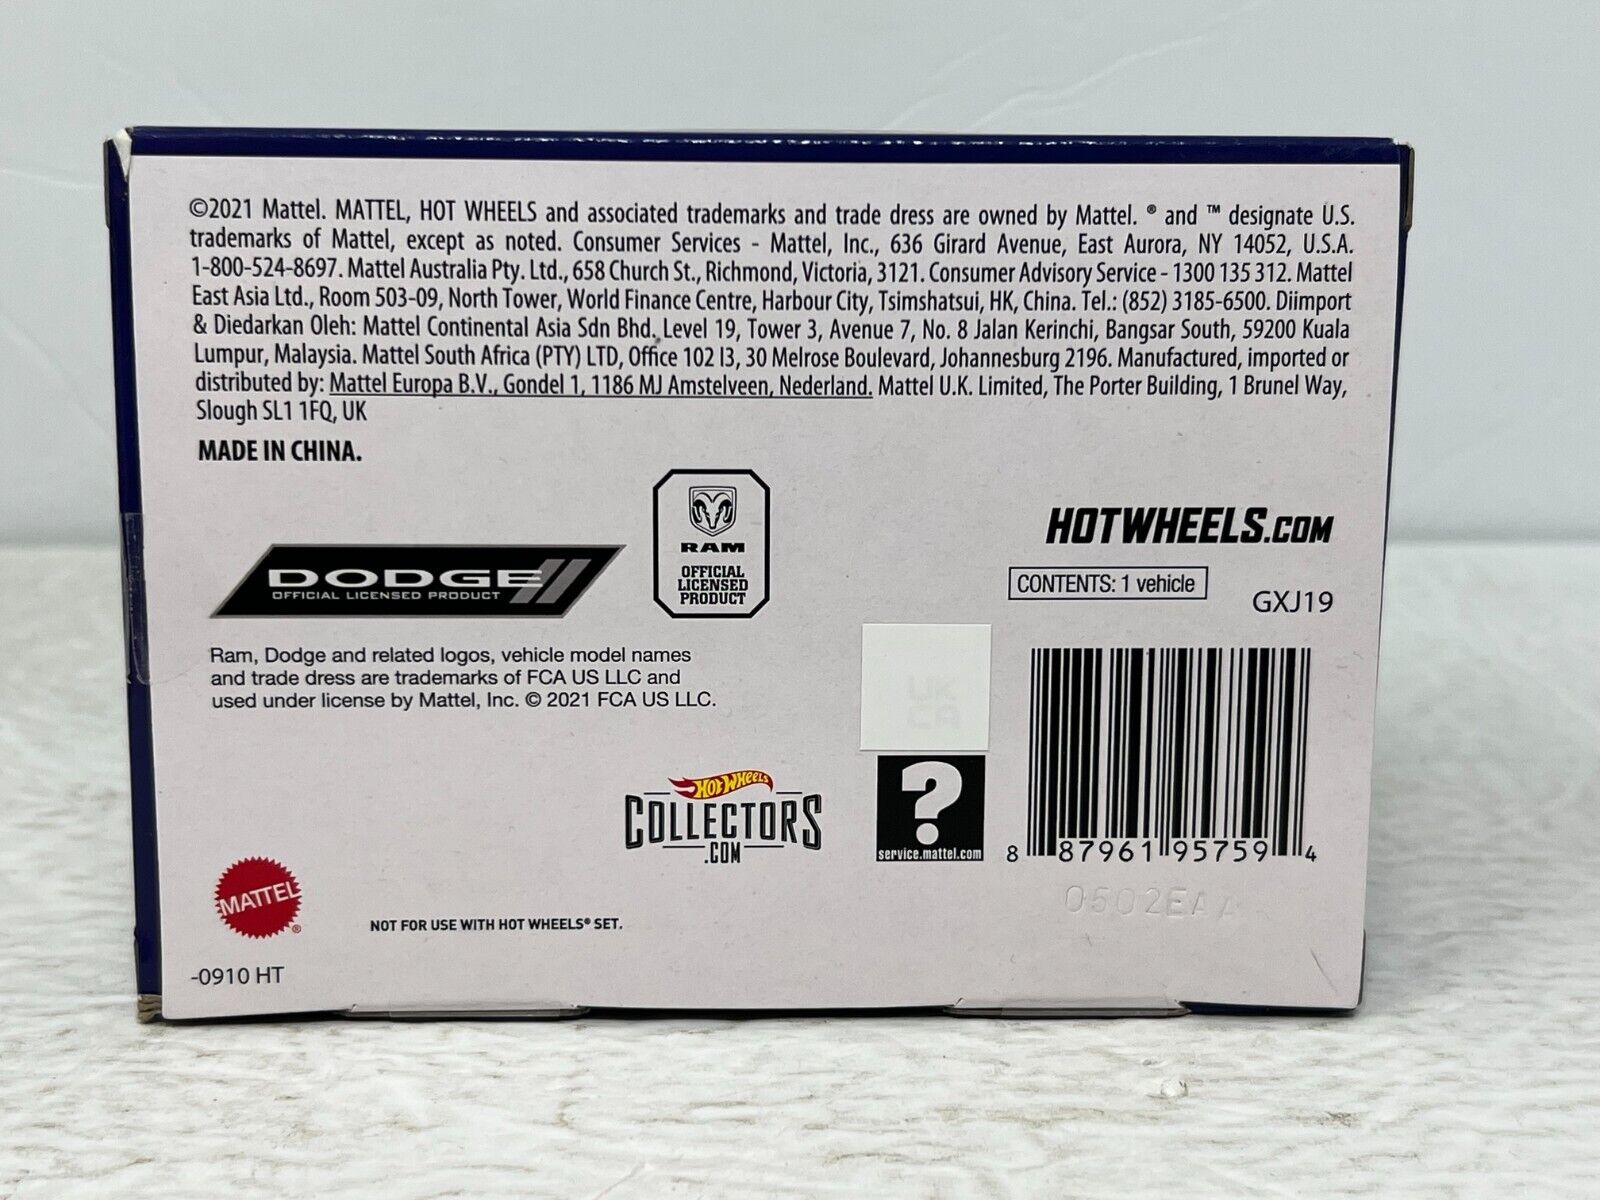 ©2021 Mattel. MATTEL, HOT WHEELS and associated trademarks and trade dress are owned by Mattel. ® and ™ designate U.S.
trademarks of Mattel, except as noted. Consumer Services - Mattel, Inc., 636 Girard Avenue, East Aurora, NY 14052, U.S.A.
1-800-524-8697. Mattel Australia Pty. Ltd., 658 Church St., Richmond, Victoria, 3121. Consumer Advisory Service - 1300 135 312. Mattel
East Asia Ltd., Room 503-09, North Tower, World Finance Centre, Harbour City, Tsimshatsui, HK, China. Tel.: (852) 3185-6500. Diimport
& Diedarkan Oleh: Mattel Continental Asia Sdn Bhd. Level 19, Tower 3, Avenue 7, No. 8 Jalan Kerinchi, Bangsar South, 59200 Kuala
Lumpur, Malaysia. Mattel South Africa (PTY) LTD, Office 102 I3, 30 Melrose Boulevard, Johannesburg 2196. Manufactured, imported or
distributed by: Mattel Europa B.V., Gondel 1, 1186 MJ Amstelveen, Nederland. Mattel U.K. Limited, The Porter Building, 1 Brunel Way,
Slough SL1 1FQ, UK
MADE IN CHINA.
DODGE
OFFICIAL LICENSED PRODUCT
RAM
OFFICIAL
LICENSED
PRODUCT
HOTWHEELS.COM
CONTENTS: 1 vehicle
GXJ19
Ram, Dodge and related logos, vehicle model names
and trade dress are trademarks of FCA US LLC and
used under license by Mattel, Inc. © 2021 FCA US LLC.
UK
CA
HOT WHEELS
COLLECTORS
.COM
?
service.mattel.com
8 87961 95759 4
0502EAA
MATTEL®
NOT FOR USE WITH HOT WHEELS® SET.
-0910 HT